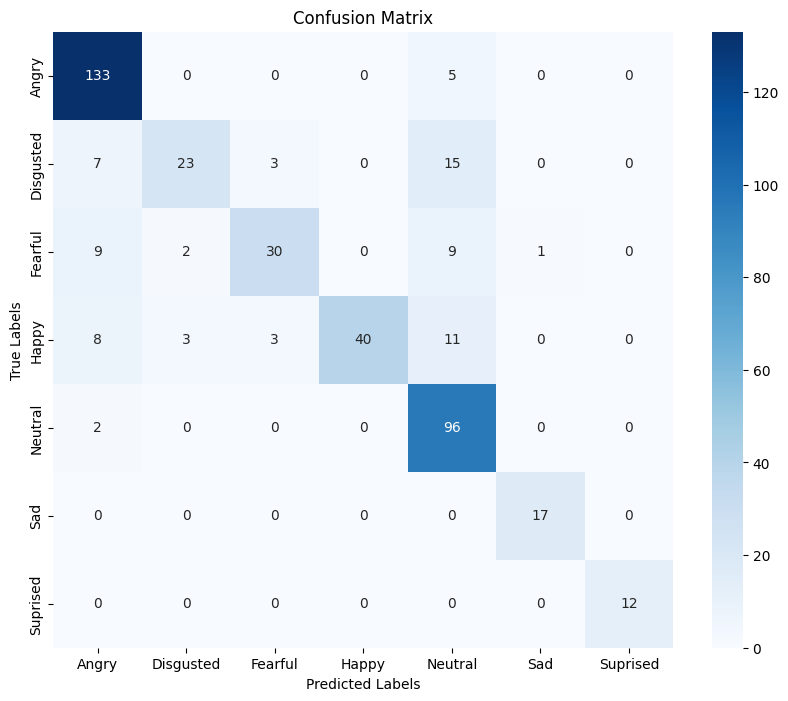 Confusion Matrix
Angry 133 0 0 0 5 0 0
Disgusted 7 23 3 0 15 0 0
Fearful 9 2 30 0 9 1 0
Happy 8 3 3 40 11 0 0
Neutral 2 0 0 0 96 0 0
Sad 0 0 0 0 0 17 0
Suprised 0 0 0 0 0 0 12
True Labels
Angry Disgusted Fearful Happy Neutral Sad Suprised
Predicted Labels
120
100
80
60
40
20
0